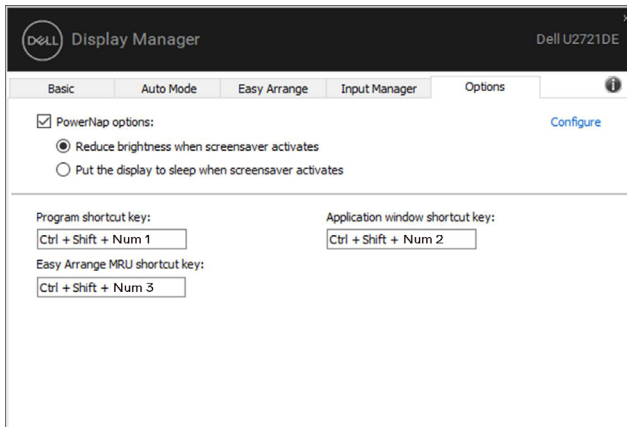 DELL Display Manager Dell U2721DE
Basic Auto Mode Easy Arrange Input Manager Options
PowerNap options: Configure
Reduce brightness when screensaver activates
Put the display to sleep when screensaver activates
Program shortcut key: Application window shortcut key:
Ctrl + Shift + Num 1 Ctrl + Shift + Num 2
Easy Arrange MRU shortcut key:
Ctrl + Shift + Num 3